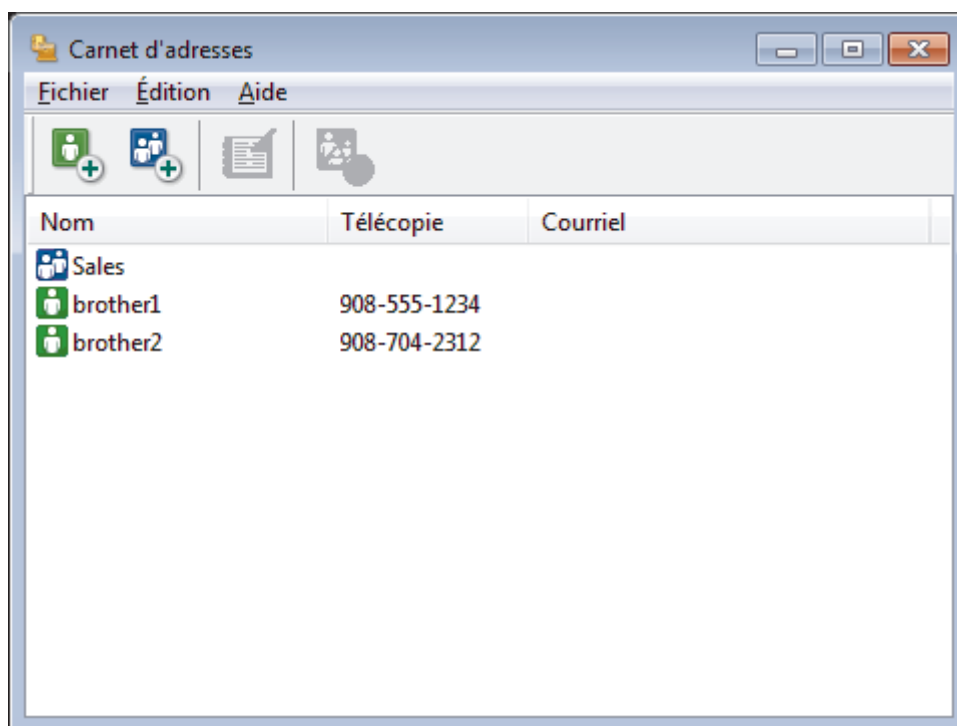 Carnet d'adresses
Fichier Édition Aide
Nom Télécopie Courriel
Sales
brother1 908-555-1234
brother2 908-704-2312